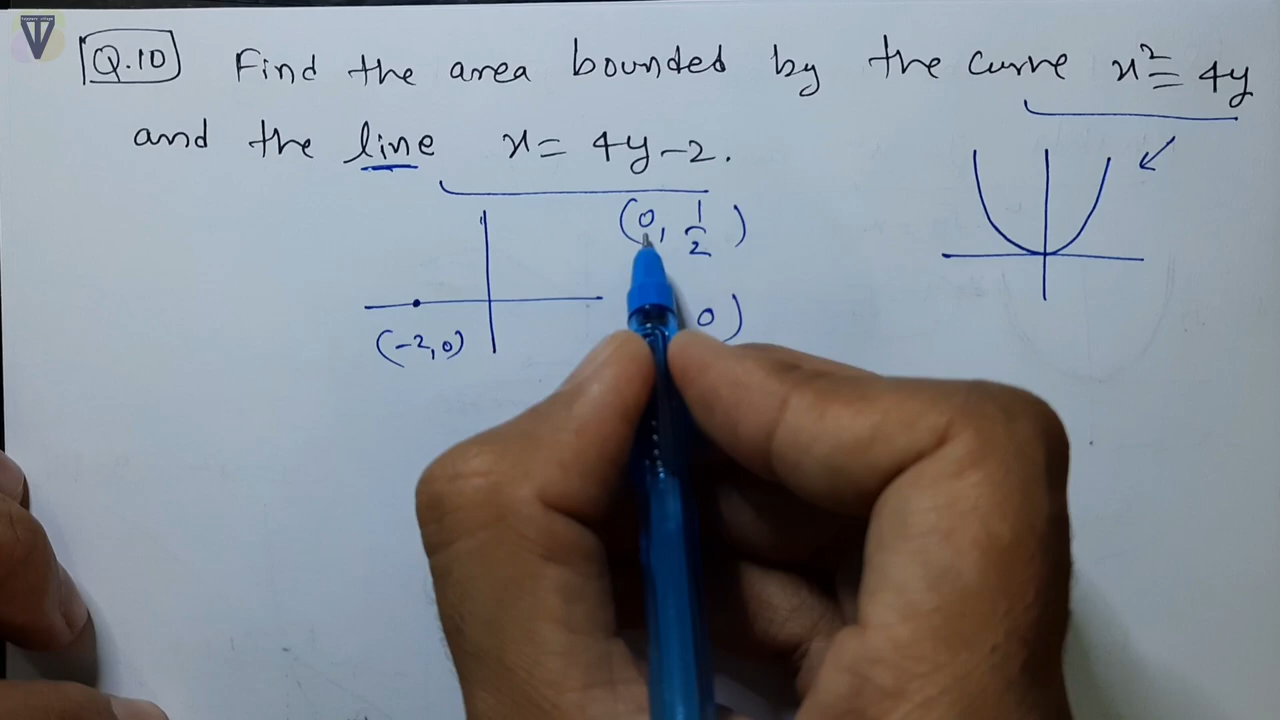 Q.10 Find the area bounded by the curve x² = 4y
and the line x = 4y - 2.
(0, 1/2)
0)
(-2,0)